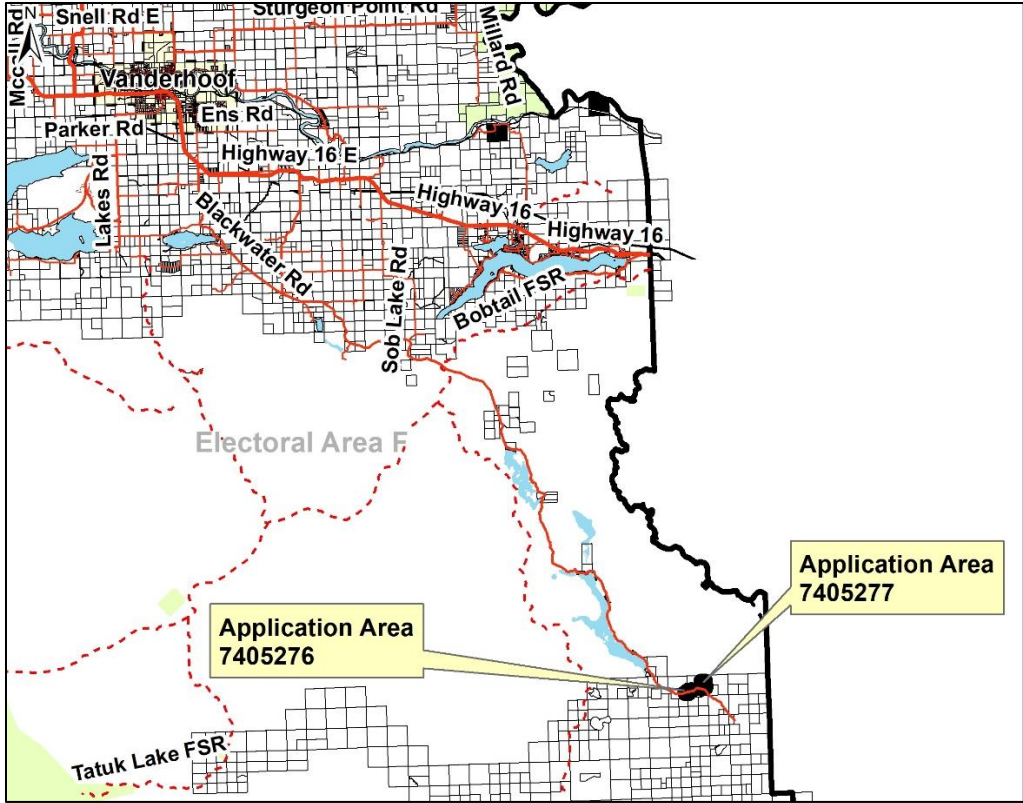 N
Snell Rd E
Sturgeon Point Rd
Millard Rd
Vanderhoof
Ens Rd
Parker Rd
Highway 16 E
Highway 16
Highway 16
Lakes Rd
Blackwater Rd
Sob Lake Rd
Bobtail FSR
Electoral Area F
Application Area
7405277
Application Area
7405276
Tatuk Lake FSR